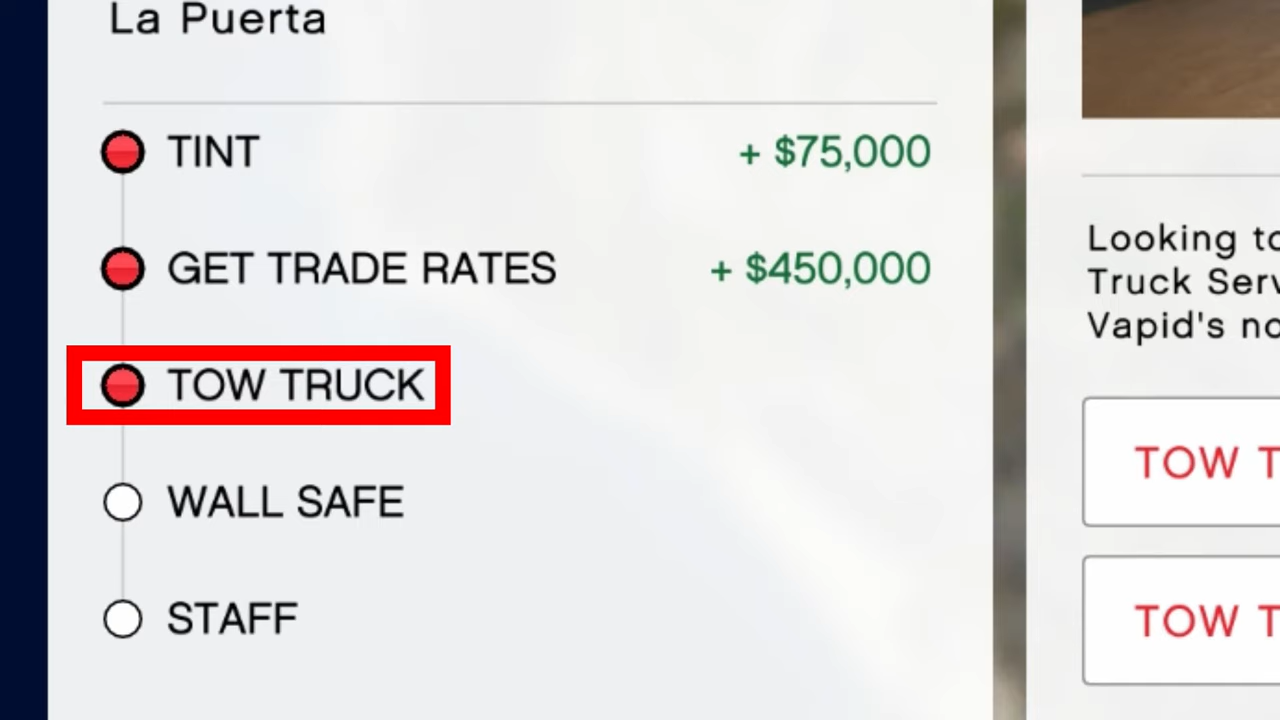 La Puerta
TINT + $75,000
GET TRADE RATES + $450,000
TOW TRUCK
WALL SAFE
STAFF
Looking to
Truck Serv
Vapid's no
TOW T
TOW T